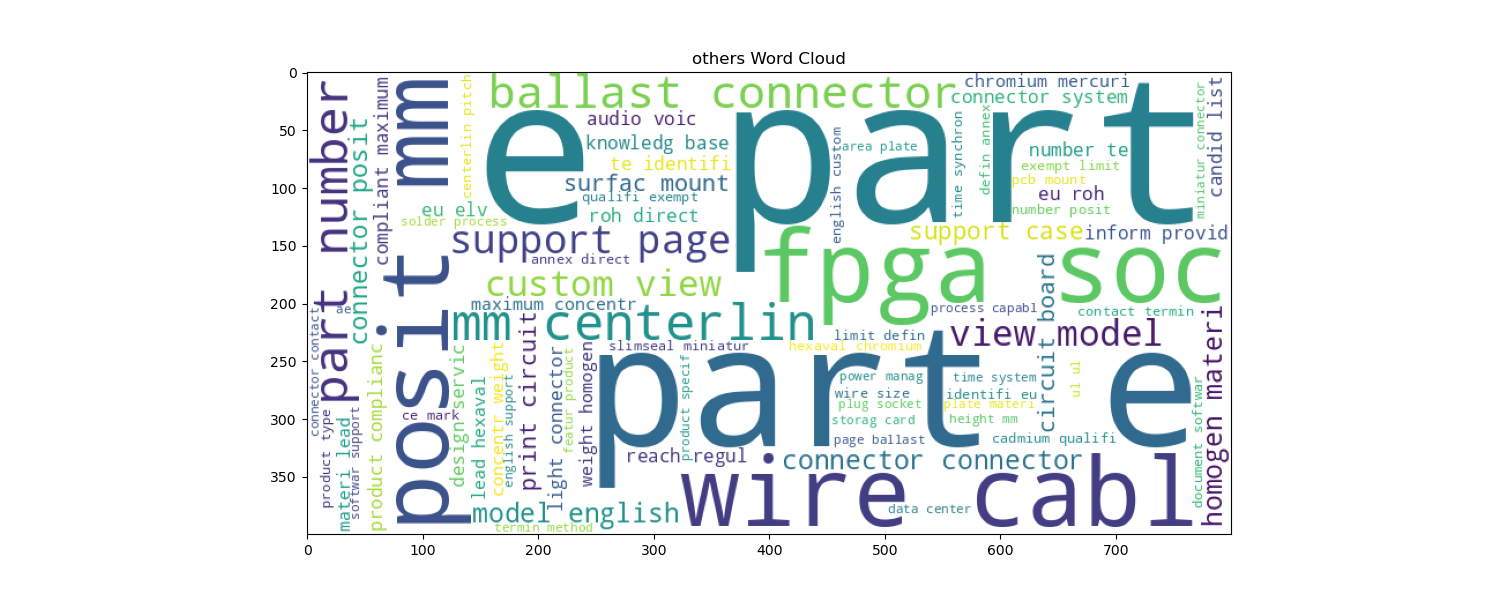 others Word Cloud
0
50
100
150
200
250
300
350
0
100
200
300
400
500
600
700
part number
connector posit
compliant maximum
posit mm
centerlin pitch
ballast connector
chromium mercuri
connector system
e part
audio voic
knowledg base
te identifi
surfac mount
qualifi exempt
eu elv
roh direct
solder process
english custom
area plate
time synchron
defin annex
number te
exempt limit
pcb mount
eu roh
number posit
miniatur connector
candid list
support page
annex direct
support case
inform provid
custom view
fpga soc
maximum concentr
mm centerlin
process capabl
contact termin
view model
limit defin
slimseal miniatur
hexaval chromium
circuit board
homogen materi
connector contact
ae
product type
materi lead
softwar support
product complianc
ce mark
design servic
lead hexaval
concentr weight
english support
print circuit
light connector
featur product
weight homogen
product specif
part e
power manag
time system
wire size
identifi eu
plug socket
plate materi
storag card
height mm
ul ul
page ballast
cadmium qualifi
document softwar
reach regul
connector connector
wire cabl
data center
model english
termin method